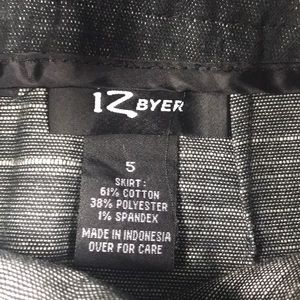 IZ BYER
5
SKIRT:
61% COTTON
38% POLYESTER
1% SPANDEX
MADE IN INDONESIA
OVER FOR CARE